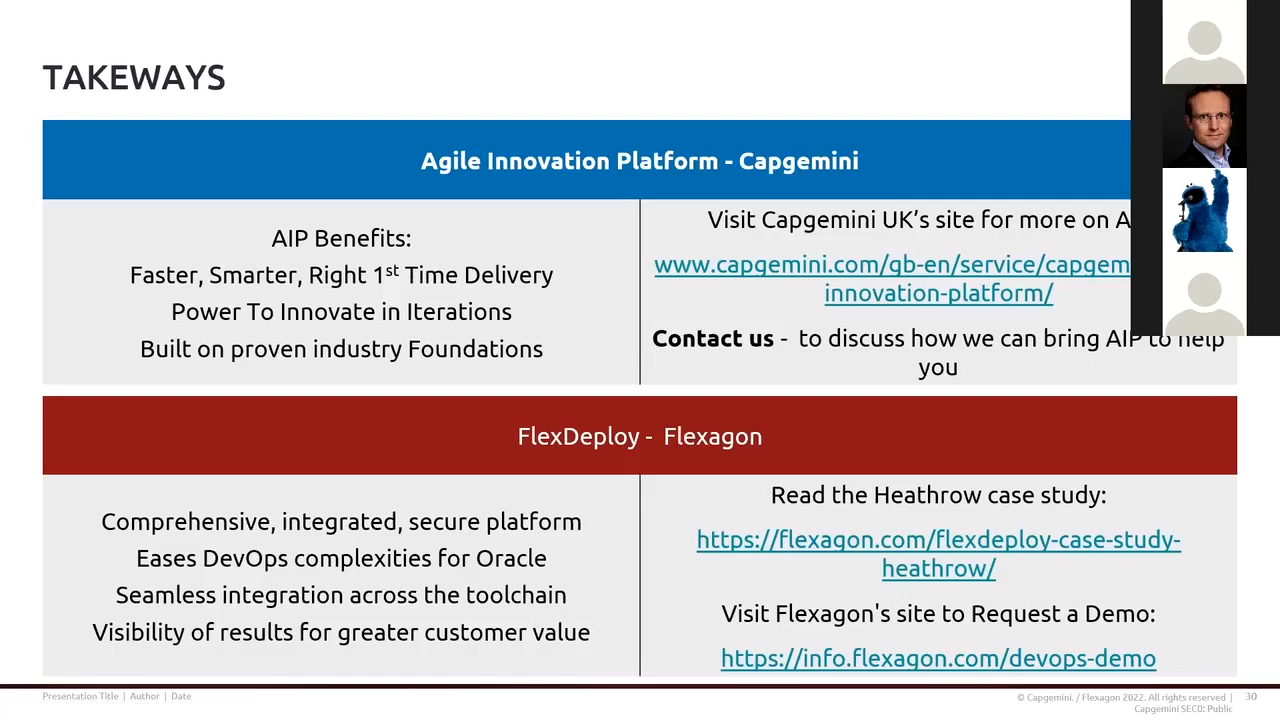 TAKEWAYS
Agile Innovation Platform - Capgemini
AIP Benefits:
Faster, Smarter, Right 1st Time Delivery
Power To Innovate in Iterations
Built on proven industry Foundations
Visit Capgemini UK’s site for more on
www.capgemini.com/gb-en/service/capgem
innovation-platform/
Contact us - to discuss how we can bring AIP to help
you
FlexDeploy - Flexagon
Comprehensive, integrated, secure platform
Eases DevOps complexities for Oracle
Seamless integration across the toolchain
Visibility of results for greater customer value
Read the Heathrow case study:
https://flexagon.com/flexdeploy-case-study-
heathrow/
Visit Flexagon's site to Request a Demo:
https://info.flexagon.com/devops-demo
Presentation Title | Author | Date
© Capgemini. / Flexagon 2022. All rights reserved | 30
Capgemini SEC0: Public